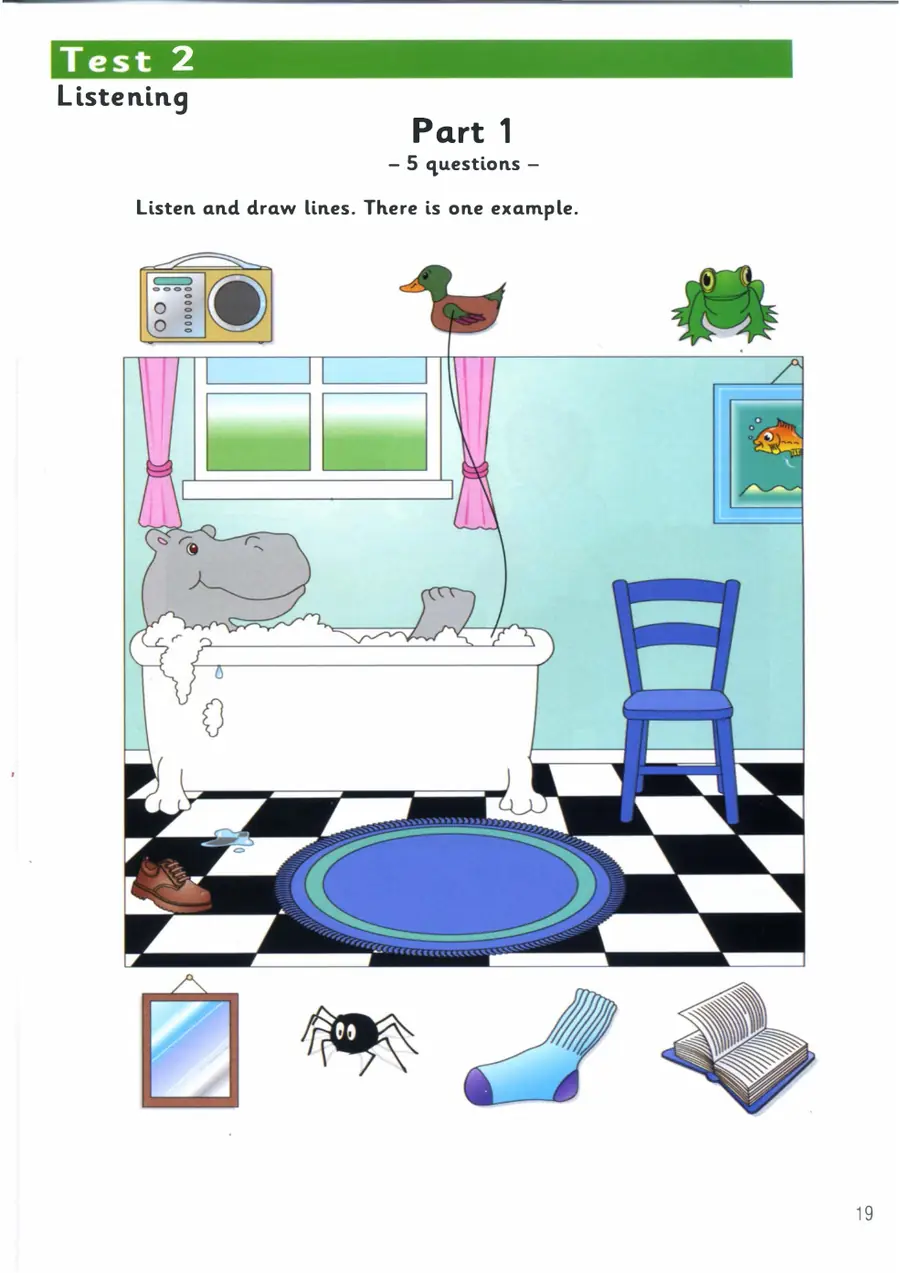 Test 2
Listening
Part 1
– 5 questions –
Listen and draw lines. There is one example.
19